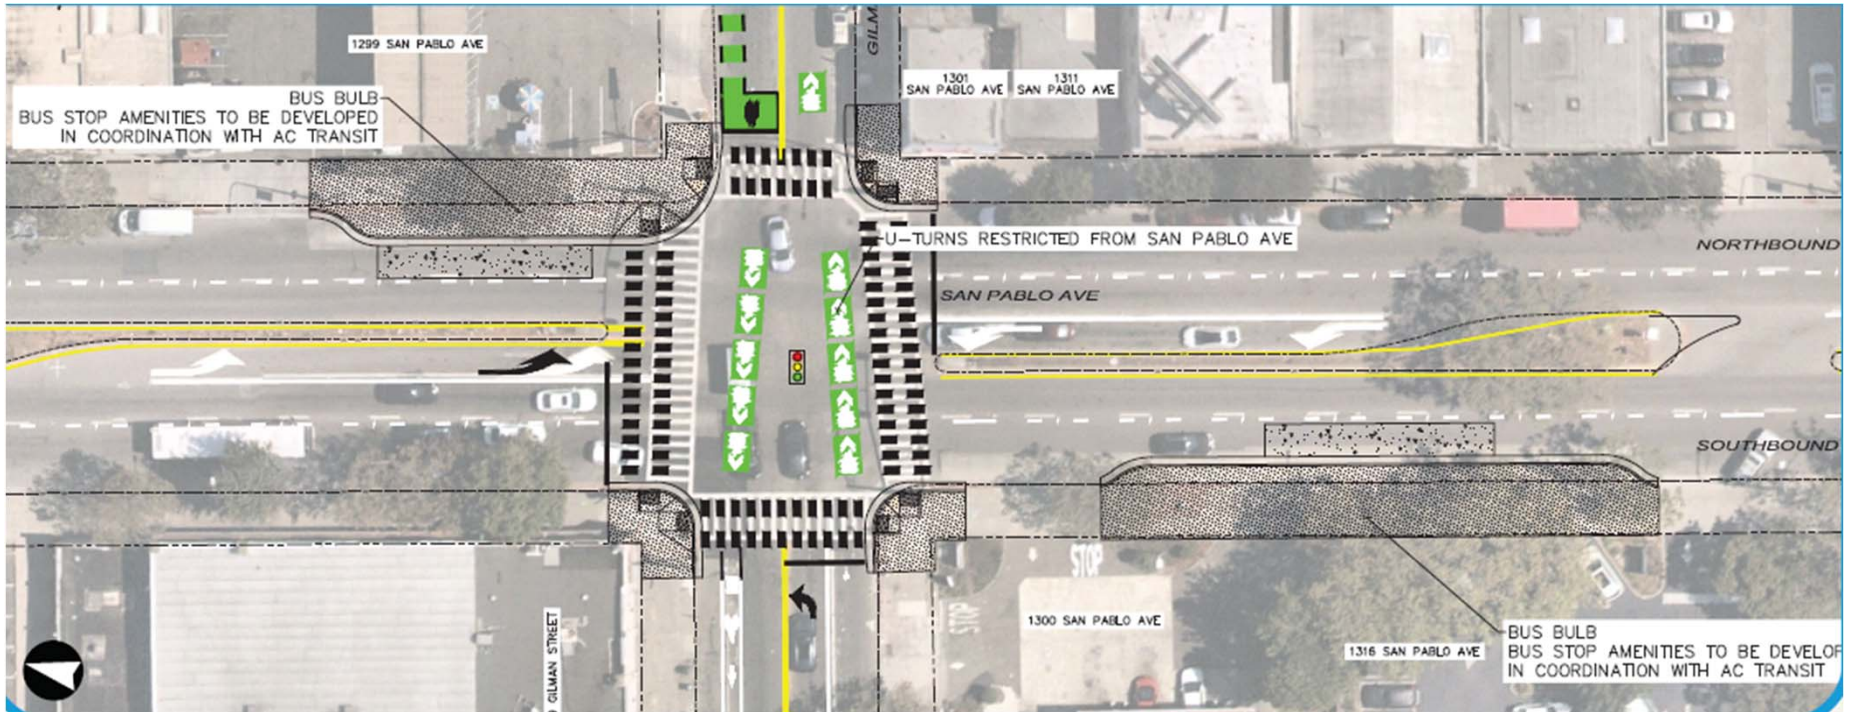 GILM
1299 SAN PABLO AVE
BUS BULB
BUS STOP AMENITIES TO BE DEVELOPED
IN COORDINATION WITH AC TRANSIT
1301
SAN PABLO AVE
1311
SAN PABLO AVE
U-TURNS RESTRICTED FROM SAN PABLO AVE
NORTHBOUND
SAN PABLO AVE
SOUTHBOUND
STOP
STOP
GILMAN STREET
1300 SAN PABLO AVE
1316 SAN PABLO AVE
BUS BULB
BUS STOP AMENITIES TO BE DEVELOP
IN COORDINATION WITH AC TRANSIT